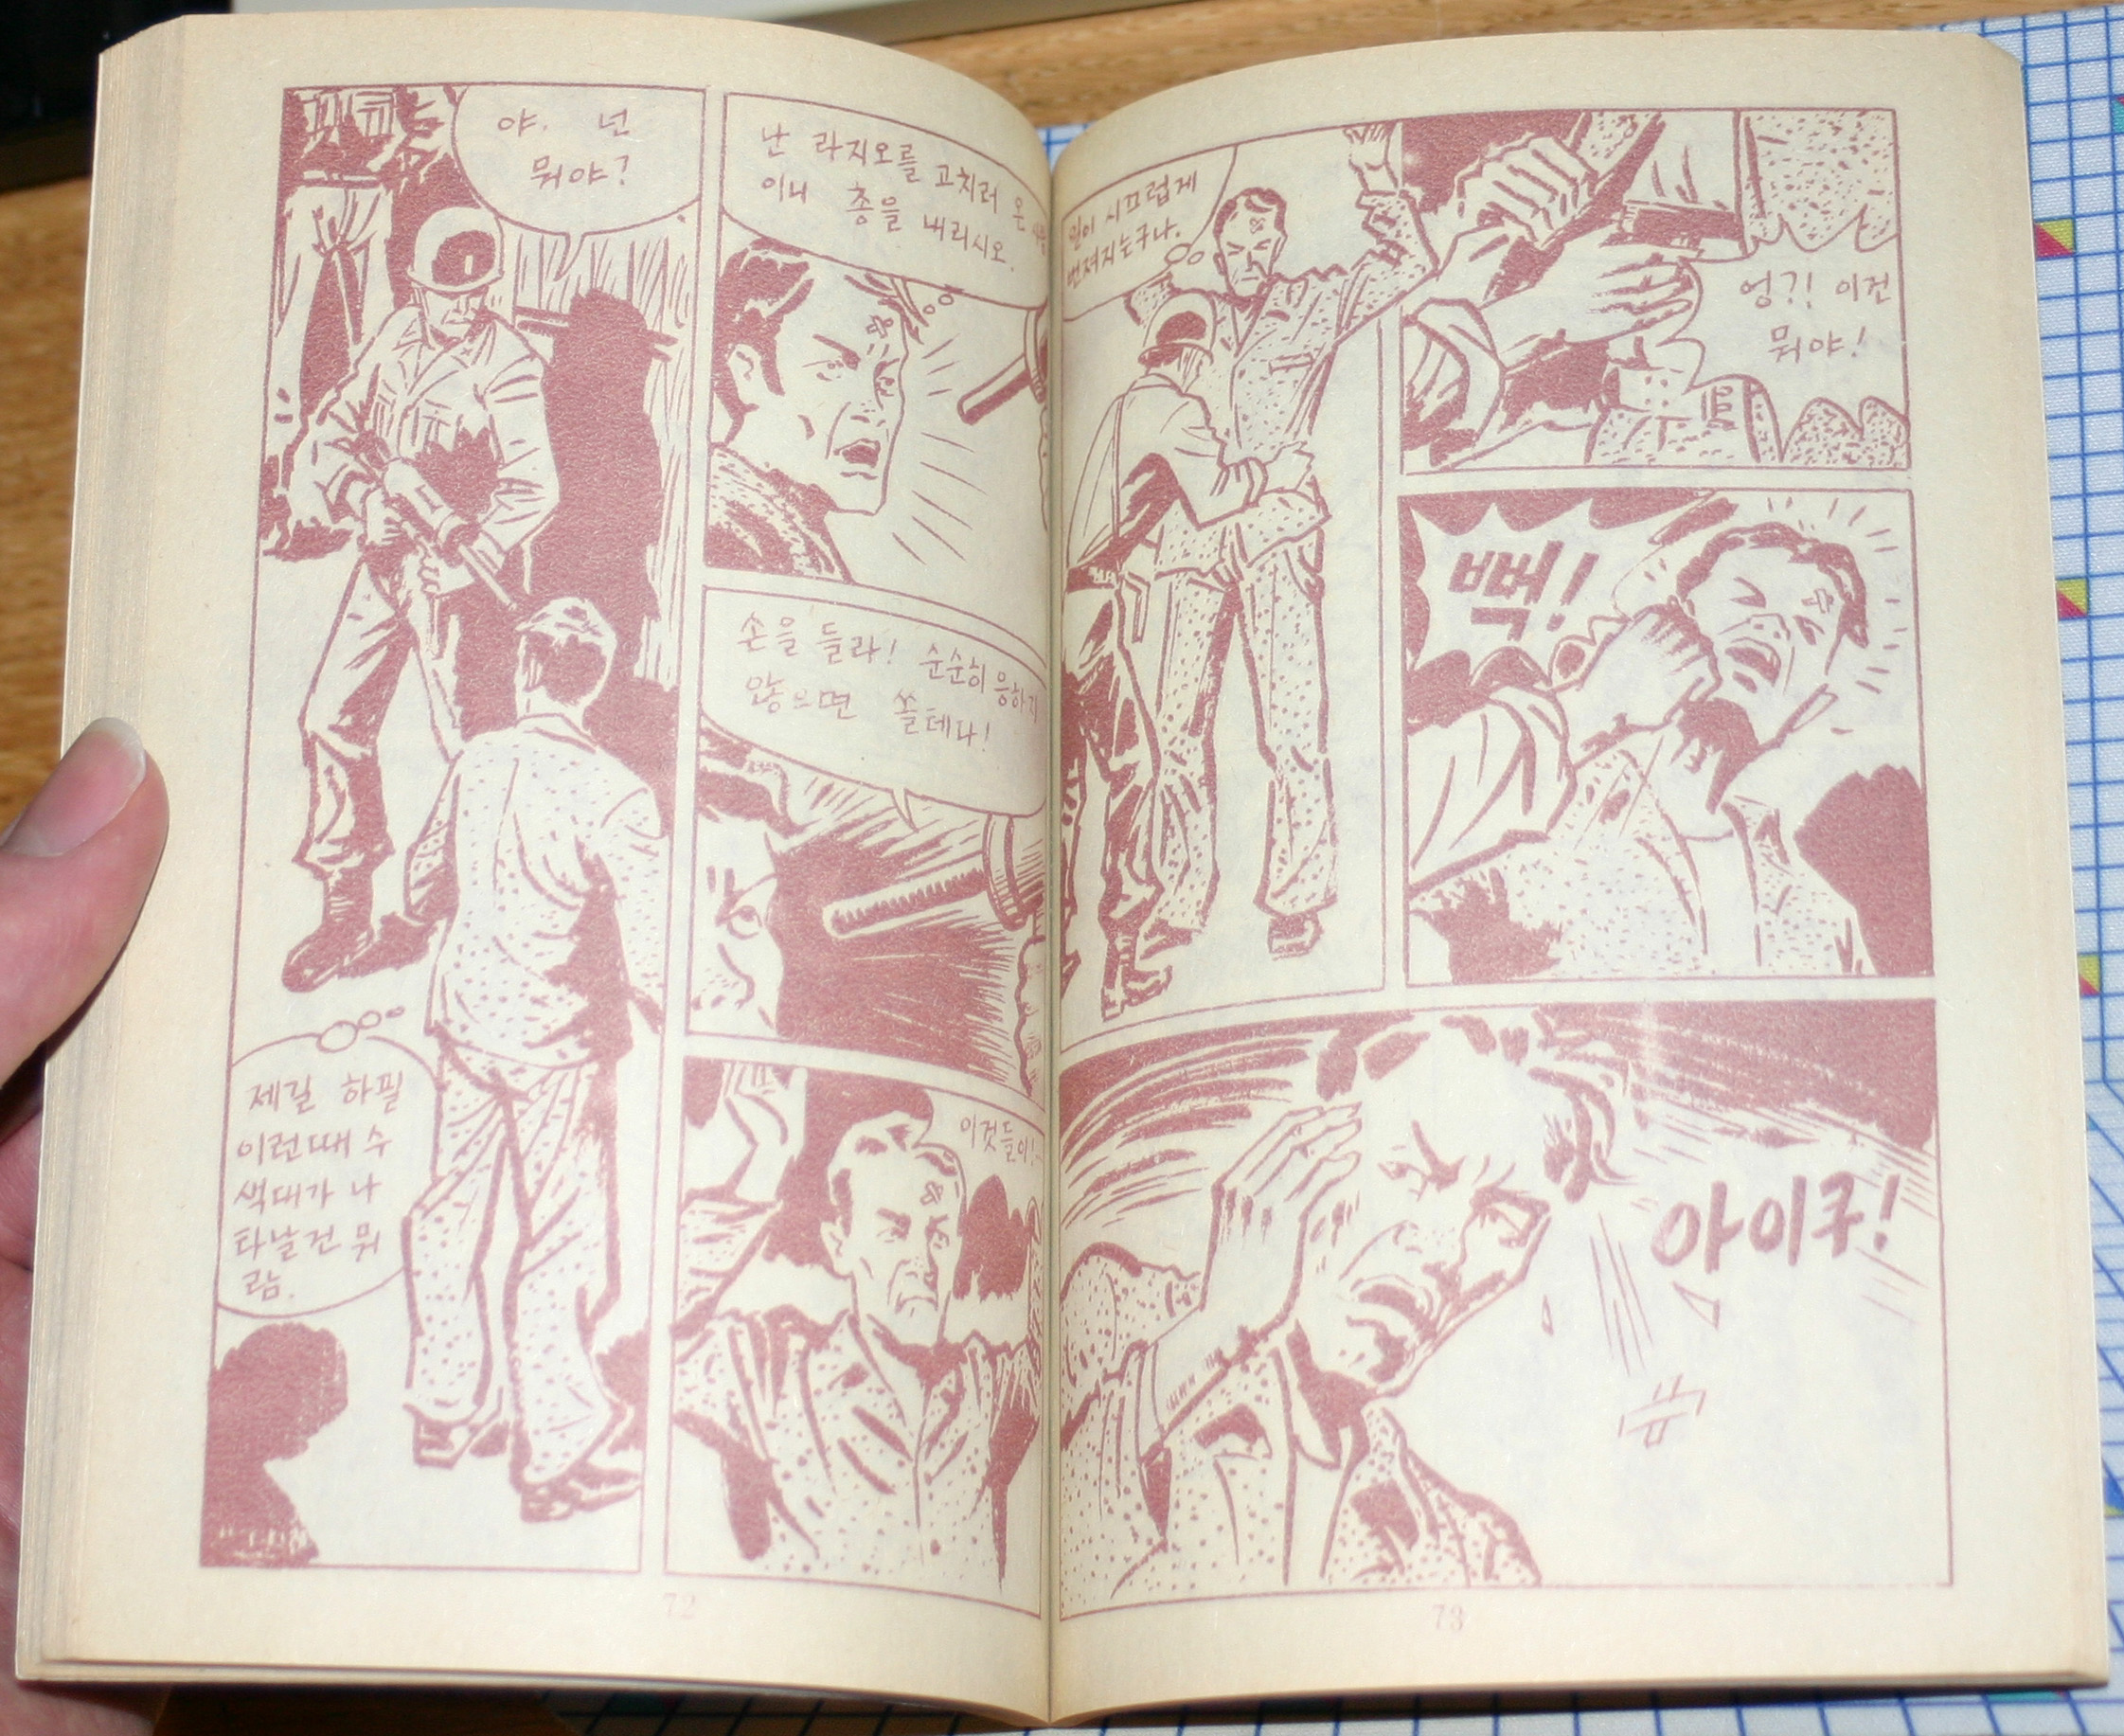 야. 넌
뭐야?
제길 하필
이런때 수
색대가 나
타날건 뭐
람.
난 라지오를 고치러 온 사람
이니 총을 내리시오.
손을 들라! 순순히 응하지
않으면 쏠테다!
이것들이!
일이 시끄럽게
번져지는구나.
엉?! 이건
뭐야!
뻑!
아이쿠!
72
73